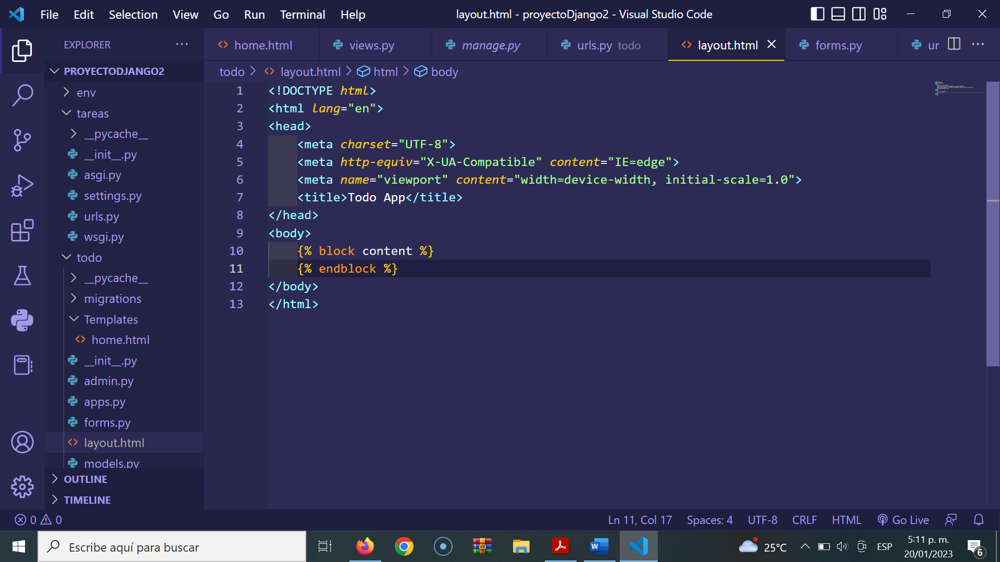 File Edit Selection View Go Run Terminal Help
layout.html - proyectoDjango2 - Visual Studio Code
EXPLORER
PROYECTODJANGO2
env
tareas
__pycache__
__init__.py
asgi.py
settings.py
urls.py
wsgi.py
todo
__pycache__
migrations
Templates
home.html
__init__.py
admin.py
apps.py
forms.py
layout.html
models.py
OUTLINE
TIMELINE
home.html views.py manage.py urls.py todo layout.html forms.py ur
todo > layout.html > html > body
1 <!DOCTYPE html>
2 <html lang="en">
3 <head>
4 <meta charset="UTF-8">
5 <meta http-equiv="X-UA-Compatible" content="IE=edge">
6 <meta name="viewport" content="width=device-width, initial-scale=1.0">
7 <title>Todo App</title>
8 </head>
9 <body>
10 {% block content %}
11 {% endblock %}
12 </body>
13 </html>
0 0 Ln 11, Col 17 Spaces: 4 UTF-8 CRLF HTML Go Live
Escribe aquí para buscar
25°C ESP
5:11 p. m.
20/01/2023
6